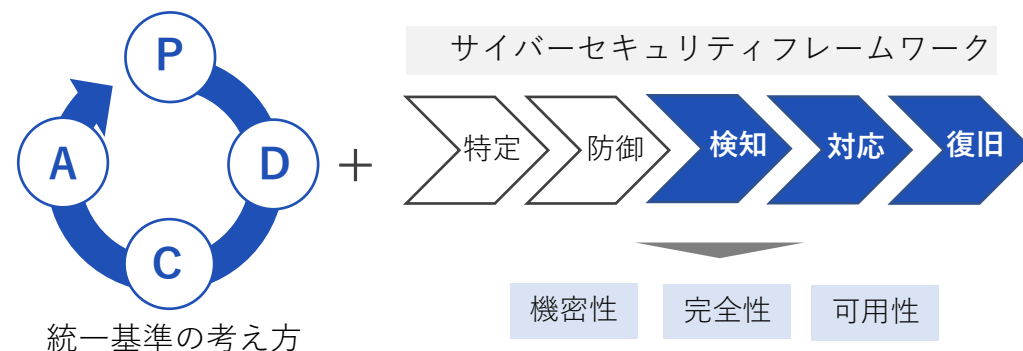 P
A
D
C
統一基準の考え方
＋
サイバーセキュリティフレームワーク
特定
防御
検知
対応
復旧
機密性
完全性
可用性